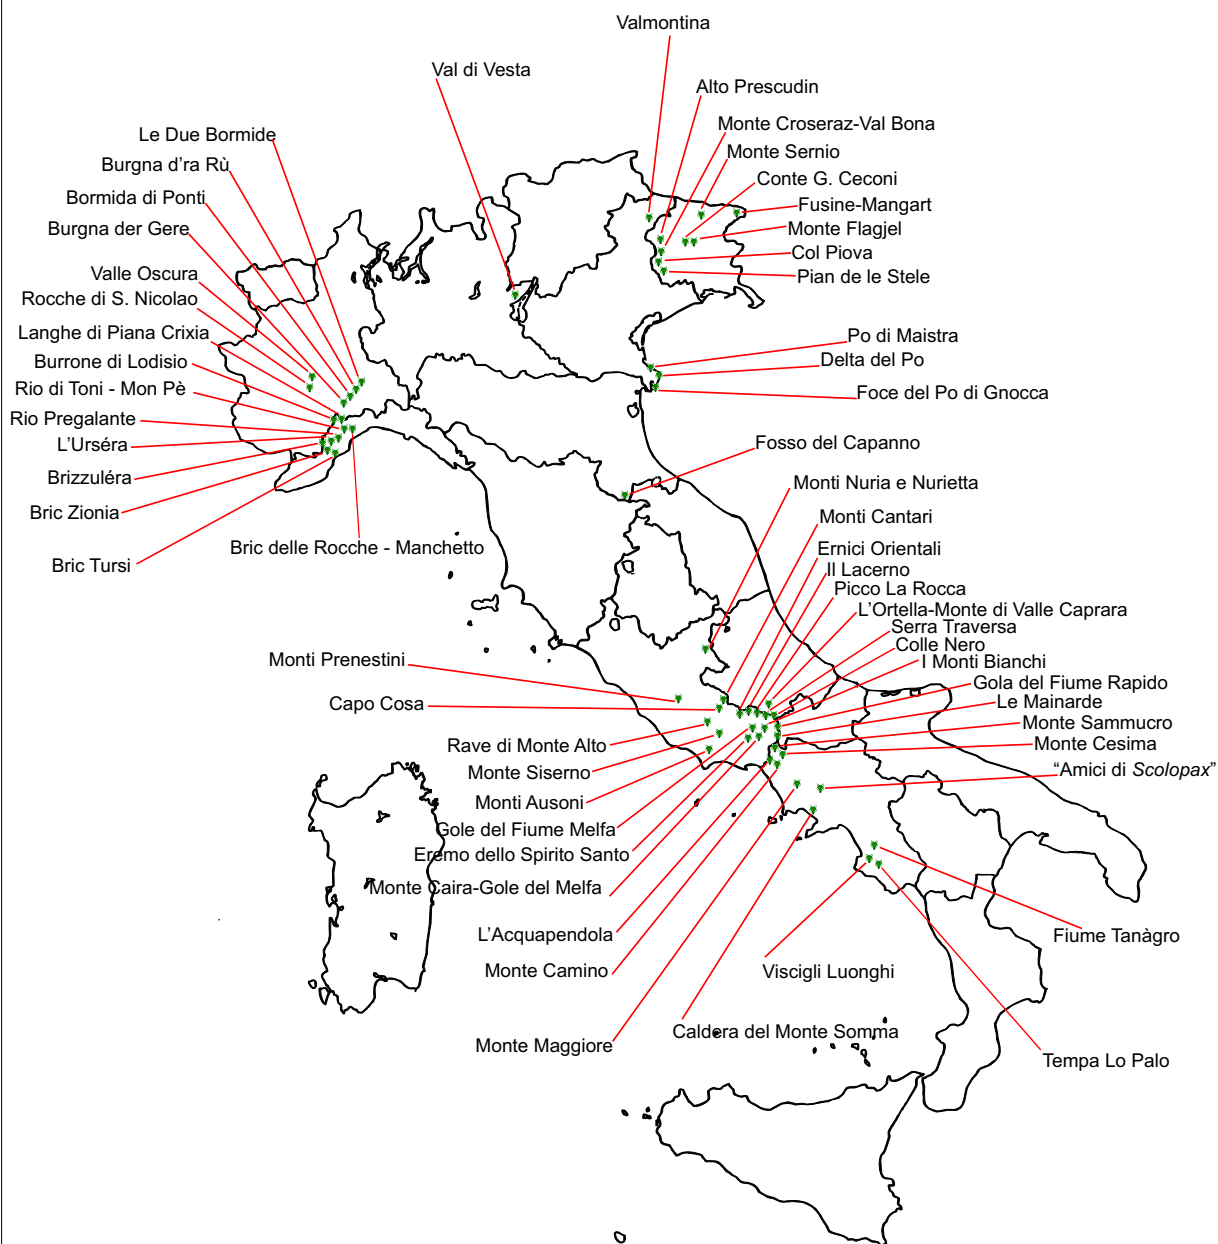 Valmontina
Val di Vesta
Alto Prescudin
Monte Croseraz-Val Bona
Le Due Bormide
Monte Sernio
Burgna d'ra Rù
Conte G. Ceconi
Bormida di Ponti
Fusine-Mangart
Burgna der Gere
Monte Flagjel
Col Piova
Valle Oscura
Pian de le Stele
Rocche di S. Nicolao
Langhe di Piana Crixia
Po di Maistra
Burrone di Lodisio
Delta del Po
Rio di Toni - Mon Pè
Foce del Po di Gnocca
Rio Pregalante
L'Urséra
Fosso del Capanno
Brizzuléra
Monti Nuria e Nurietta
Bric Zionia
Monti Cantari
Bric delle Rocche - Manchetto
Ernici Orientali
Bric Tursi
Il Lacerno
Picco La Rocca
L'Ortella-Monte di Valle Caprara
Serra Traversa
Colle Nero
Monti Prenestini
I Monti Bianchi
Gola del Fiume Rapido
Capo Cosa
Le Mainarde
Monte Sammucro
Rave di Monte Alto
Monte Cesima
Monte Siserno
"Amici di Scolopax"
Monti Ausoni
Gole del Fiume Melfa
Eremo dello Spirito Santo
Monte Caira-Gole del Melfa
L'Acquapendola
Fiume Tanàgro
Monte Camino
Viscigli Luonghi
Caldera del Monte Somma
Monte Maggiore
Tempa Lo Palo